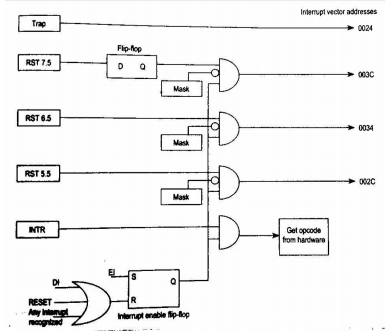 Interrupt vector addresses
Trap
0024
Flip-flop
RST 7.5
D Q
Mask
003C
RST 6.5
Mask
0034
RST 5.5
Mask
002C
INTR
Get opcode
from hardware
EI
S
Q
DI
RESET
R
Any Interrupt
recognized
Interrupt enable flip-flop